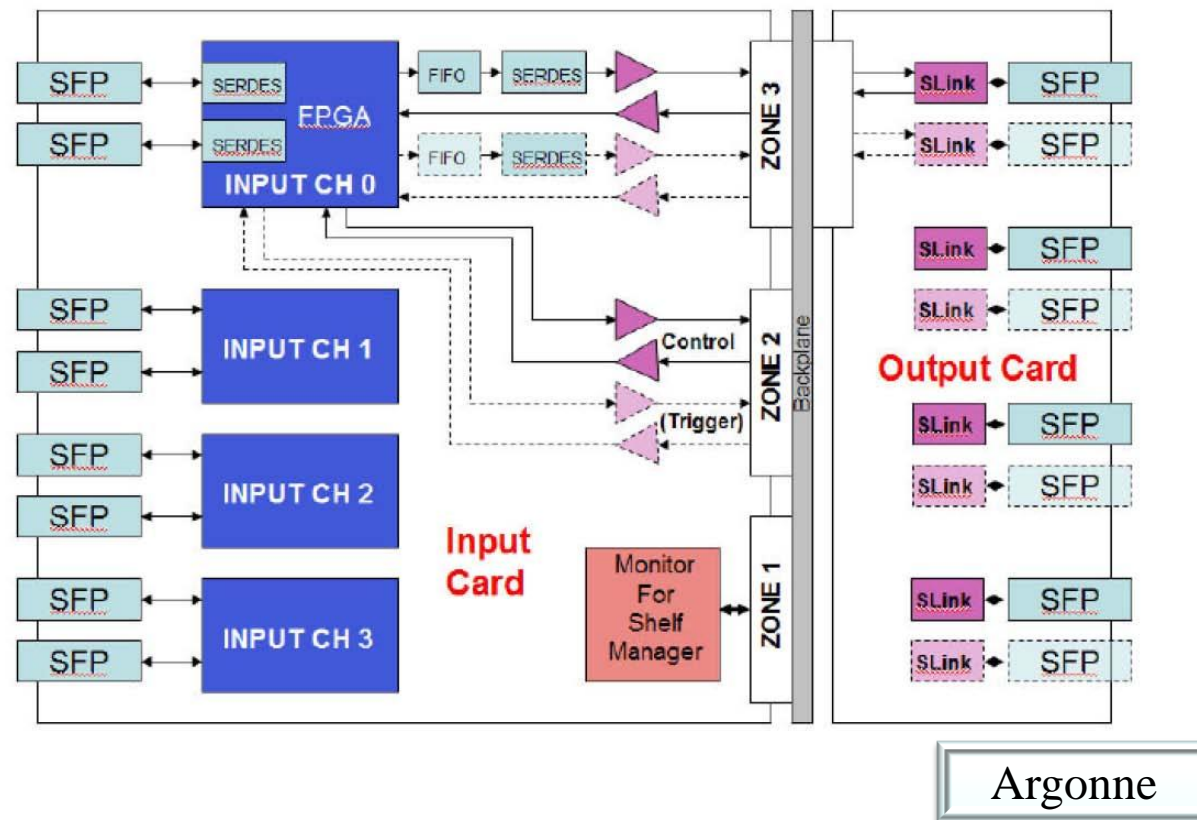 SFP
SERDES
FIFO
SERDES
SLink
SFP
FPGA
SFP
SERDES
FIFO
SERDES
ZONE 3
SLink
SFP
INPUT CH 0
SLink
SFP
SFP
INPUT CH 1
SFP
Control
ZONE 2
Backplane
SLink
SFP
Output Card
(Trigger)
SLink
SFP
SFP
INPUT CH 2
SFP
SLink
SFP
Input
Card
Monitor
For
Shelf
Manager
ZONE 1
SFP
INPUT CH 3
SFP
SLink
SFP
SLink
SFP
Argonne